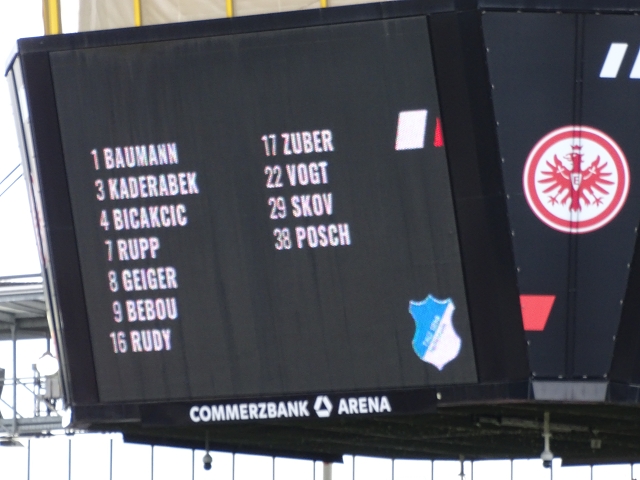 1 BAUMANN
3 KADERABEK
4 BICAKCIC
7 RUPP
8 GEIGER
9 BEBOU
16 RUDY
17 ZUBER
22 VOGT
29 SKOV
38 POSCH
COMMERZBANK ARENA